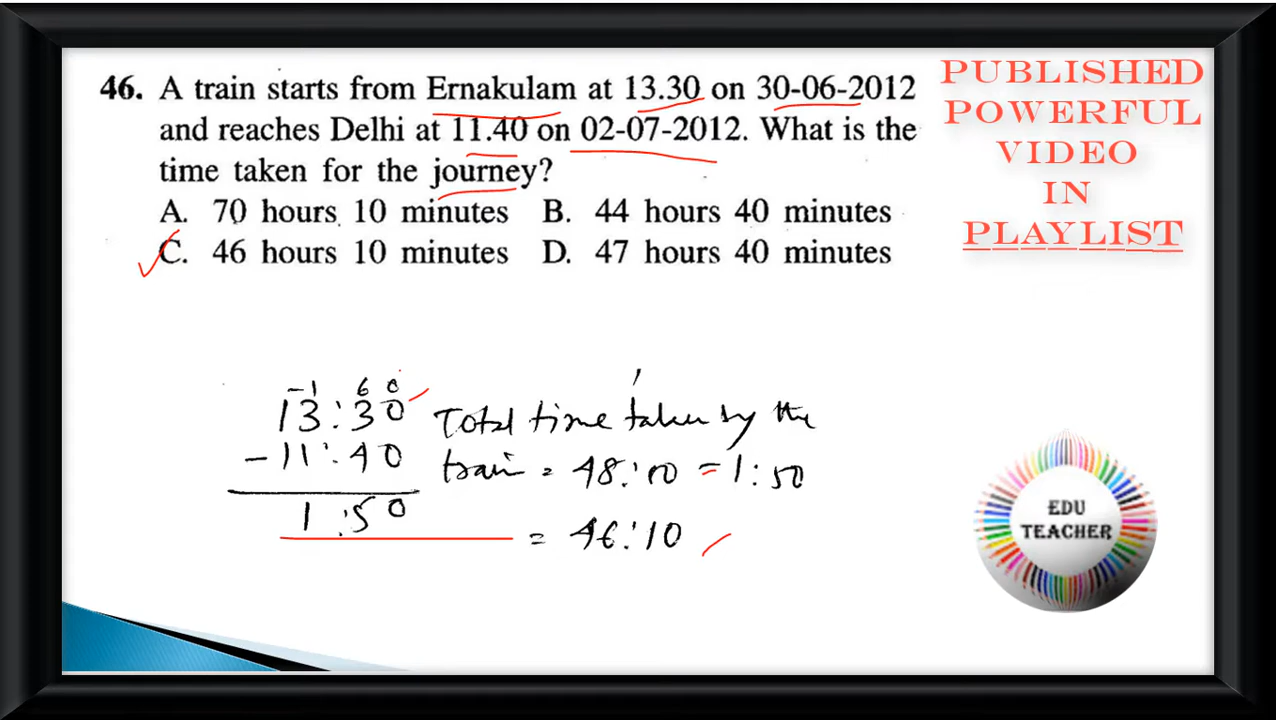 46. A train starts from Ernakulam at 13.30 on 30-06-2012
and reaches Delhi at 11.40 on 02-07-2012. What is the
time taken for the journey?
A. 70 hours 10 minutes B. 44 hours 40 minutes
C. 46 hours 10 minutes D. 47 hours 40 minutes
PUBLISHED
POWERFUL
VIDEO
IN
PLAYLIST
-1 60
13:30
-11:40
1:50
Total time taken by the
train = 48:00 = 1:50
= 46:10
EDU
TEACHER